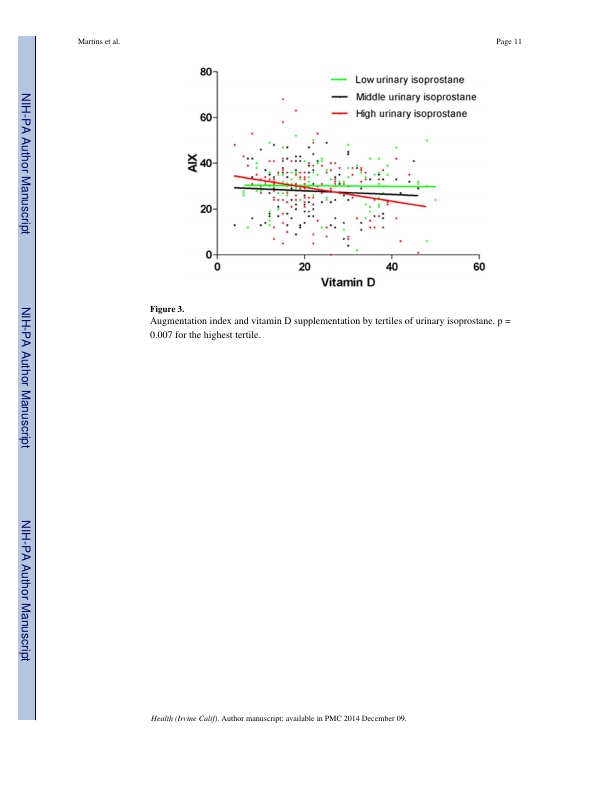 Martins et al.
Page 11
NIH-PA Author Manuscript
NIH-PA Author Manuscript
NIH-PA Author Manuscript
80
60
40
20
0
AIX
0
20
40
60
Vitamin D
Low urinary isoprostane
Middle urinary isoprostane
High urinary isoprostane
Figure 3.
Augmentation index and vitamin D supplementation by tertiles of urinary isoprostane. p =
0.007 for the highest tertile.
Health (Irvine Calif). Author manuscript; available in PMC 2014 December 09.